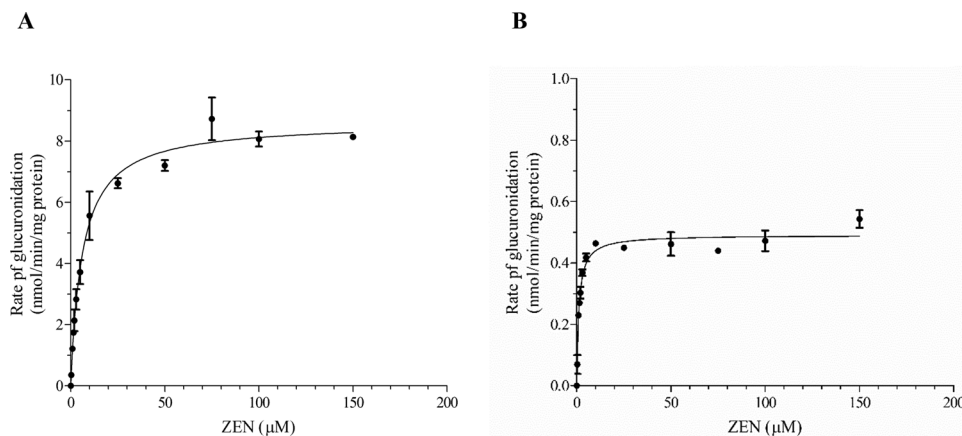 A
B
Rate pf glucuronidation
(nmol/min/mg protein)
10
8
6
4
2
0
0
50
100
150
200
ZEN (μM)
Rate pf glucuronidation
(nmol/min/mg protein)
1.0
0.8
0.6
0.4
0.2
0.0
0
50
100
150
200
ZEN (μM)